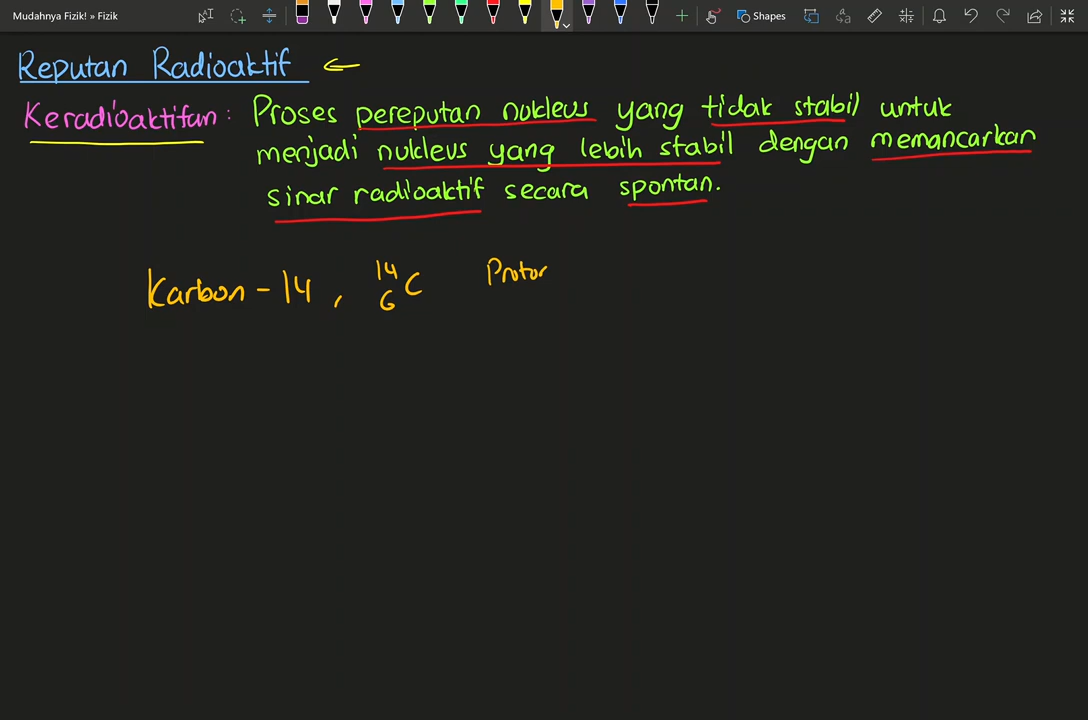 Mudahnya Fizik! » Fizik
Shapes
Reputan Radioaktif ←
Keradioaktifan: Proses pereputan nukleus yang tidak stabil untuk
menjadi nukleus yang lebih stabil dengan memancarkan
sinar radioaktif secara spontan.
Karbon - 14, ¹⁴₆C Proton